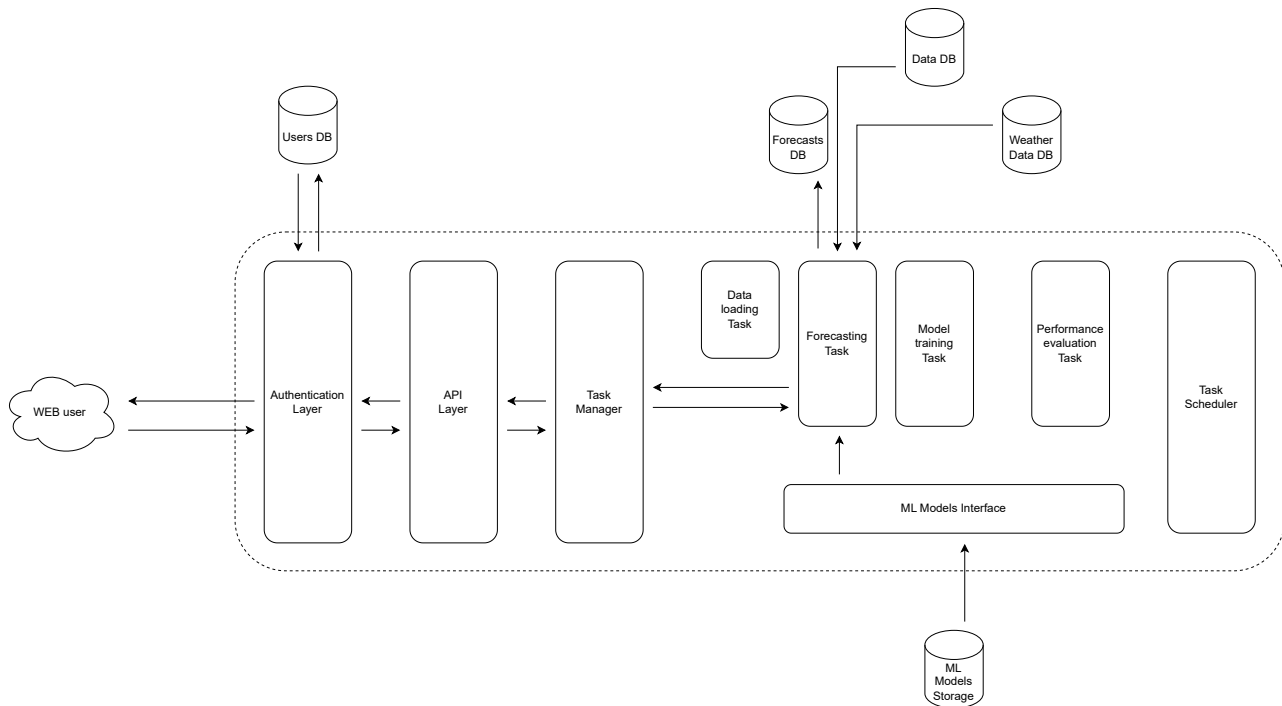 Data DB
Users DB
Forecasts
DB
Weather
Data DB
Data
loading
Task
Forecasting
Task
Model
training
Task
Performance
evaluation
Task
WEB user
Authentication
Layer
API
Layer
Task
Manager
Task
Scheduler
ML Models Interface
ML
Models
Storage